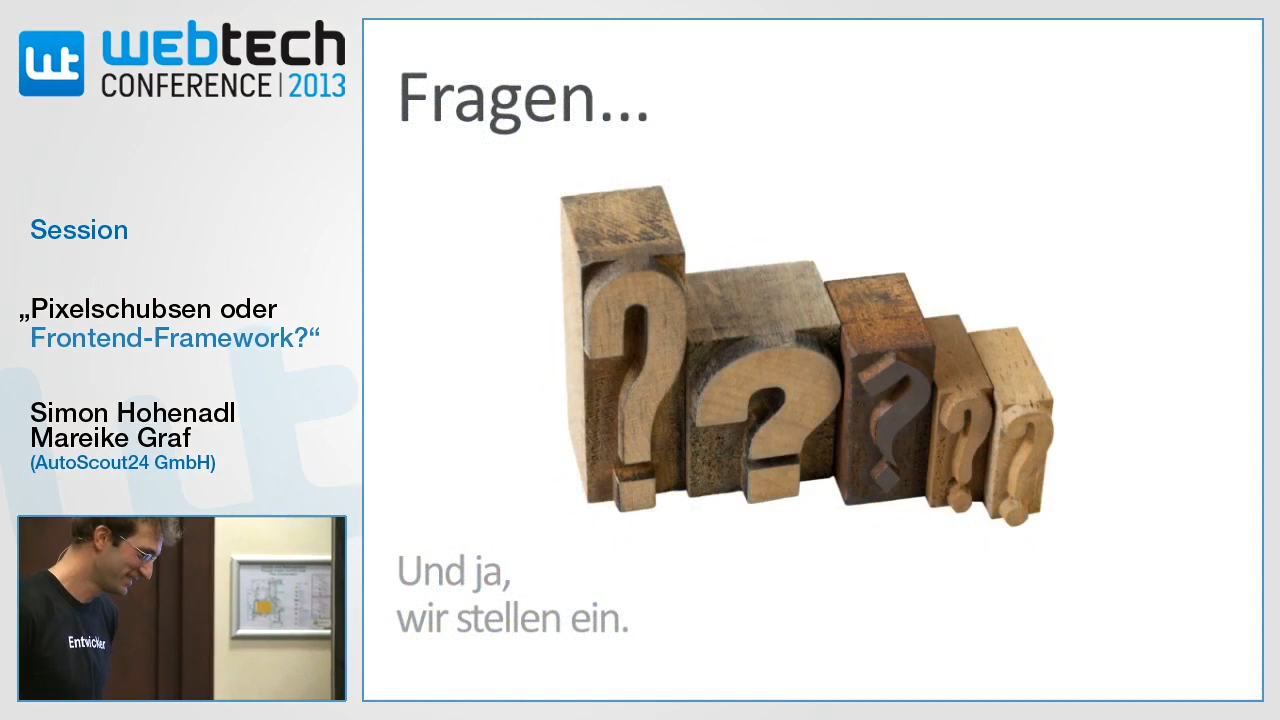 wt webtech
CONFERENCE | 2013
Session
„Pixelschubsen oder
Frontend-Framework?“
Simon Hohenadl
Mareike Graf
(AutoScout24 GmbH)
Fragen...
? ? ? ? ?
Und ja,
wir stellen ein.
Entwickler